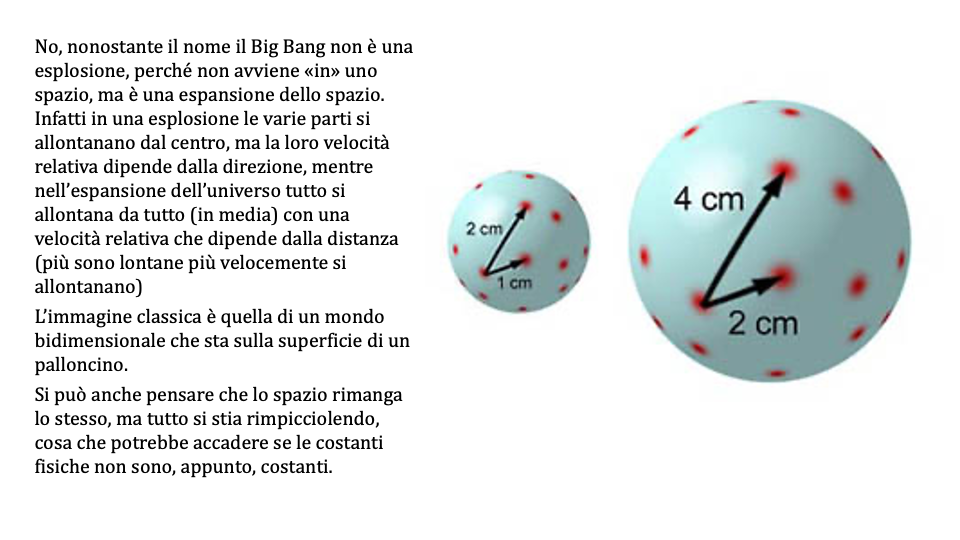 No, nonostante il nome il Big Bang non è una
esplosione, perché non avviene «in» uno
spazio, ma è una espansione dello spazio.
Infatti in una esplosione le varie parti si
allontanano dal centro, ma la loro velocità
relativa dipende dalla direzione, mentre
nell’espansione dell’universo tutto si
allontana da tutto (in media) con una
velocità relativa che dipende dalla distanza
(più sono lontane più velocemente si
allontanano)
L’immagine classica è quella di un mondo
bidimensionale che sta sulla superficie di un
palloncino.
Si può anche pensare che lo spazio rimanga
lo stesso, ma tutto si stia rimpicciolendo,
cosa che potrebbe accadere se le costanti
fisiche non sono, appunto, costanti.
2 cm
1 cm
4 cm
2 cm